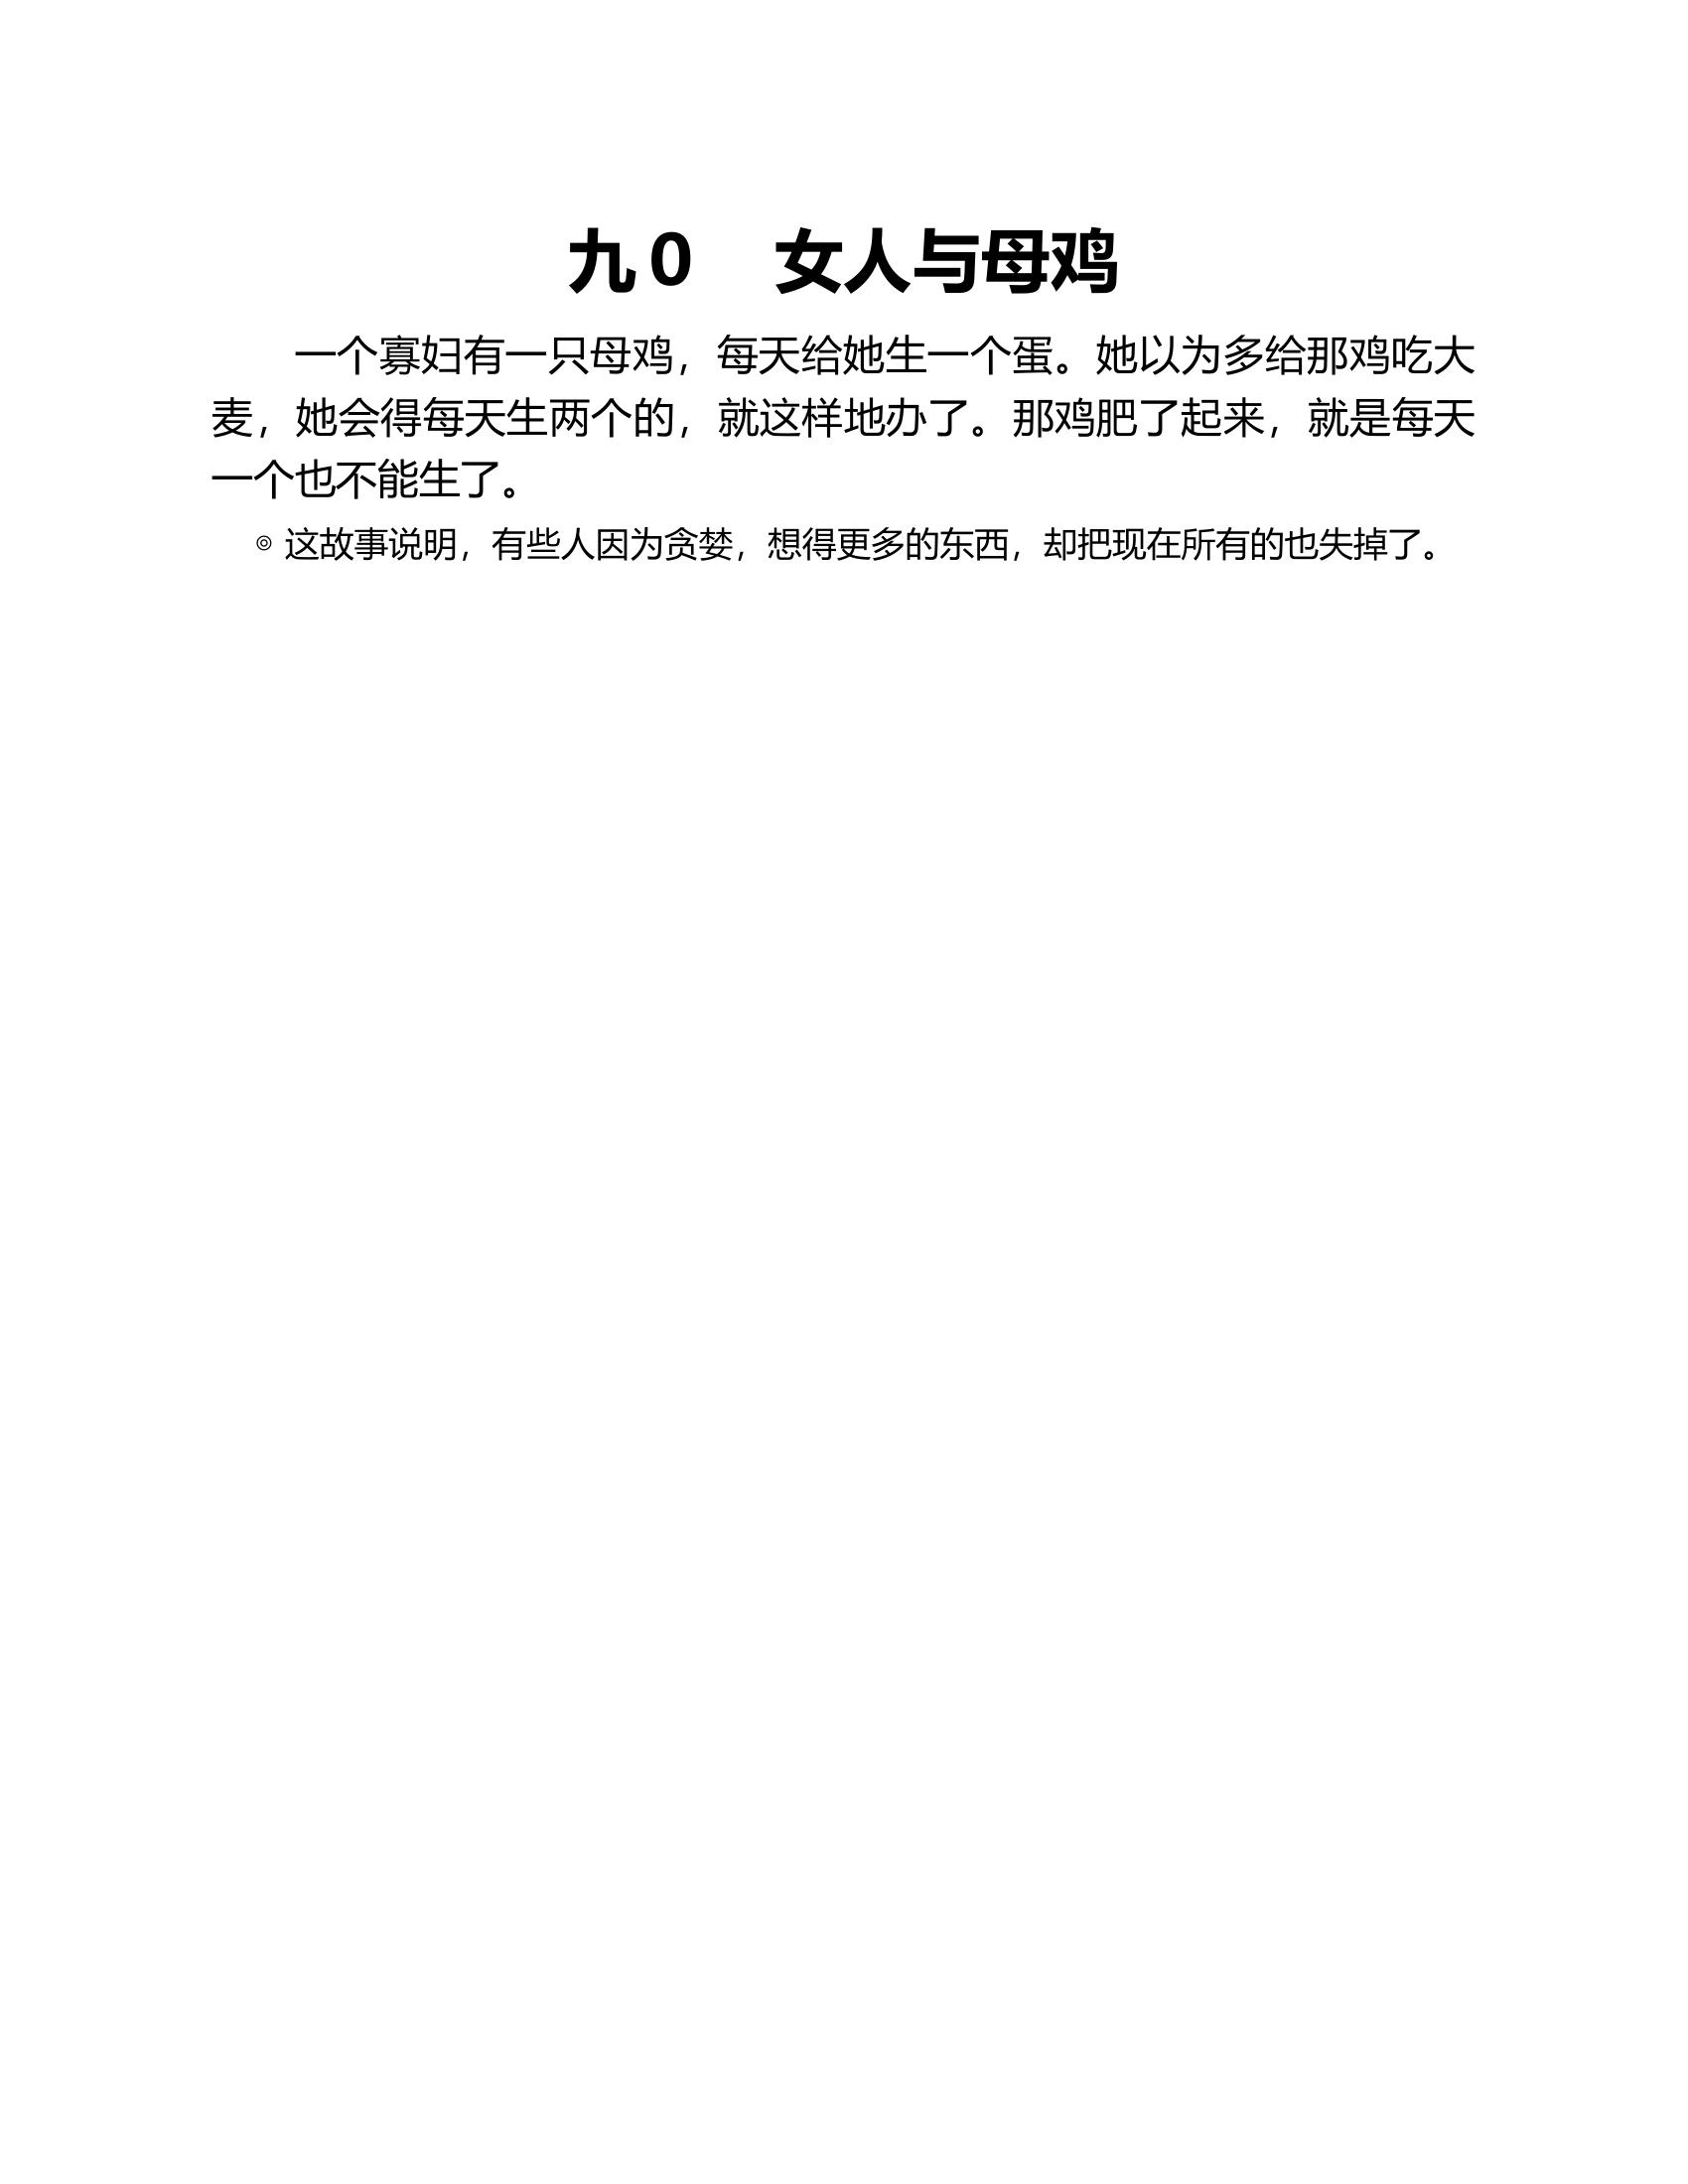 九０　女人与母鸡
一个寡妇有一只母鸡，每天给她生一个蛋。她以为多给那鸡吃大
麦，她会得每天生两个的，就这样地办了。那鸡肥了起来，就是每天
一个也不能生了。
◎ 这故事说明，有些人因为贪婪，想得更多的东西，却把现在所有的也失掉了。